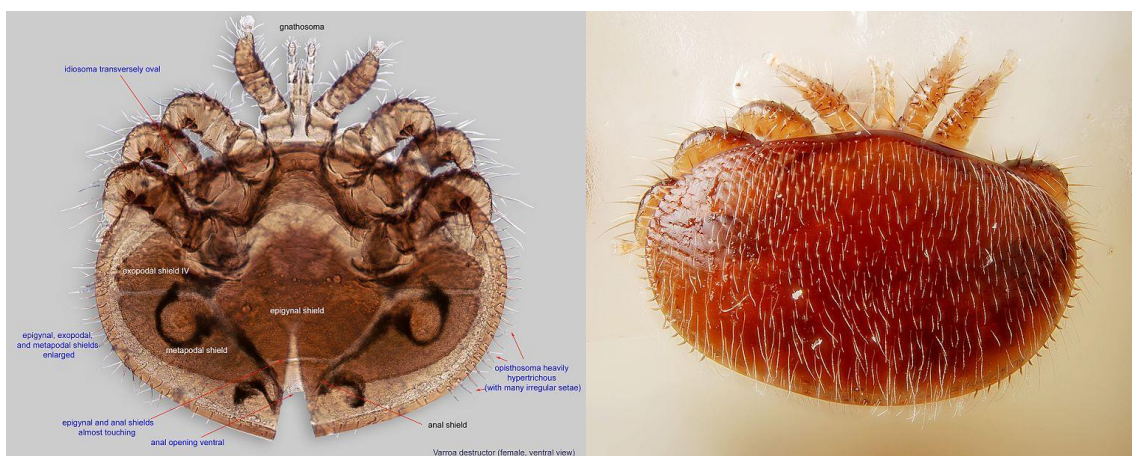 gnathosoma
idiosoma transversely oval
exopodal shield IV
epigynal shield
epigynal, exopodal,
and metapodal shields
enlarged
metapodal shield
opisthosoma heavily
hypertrichous
(with many irregular setae)
epigynal and anal shields
almost touching
anal opening ventral
anal shield
Varroa destructor (female, ventral view)